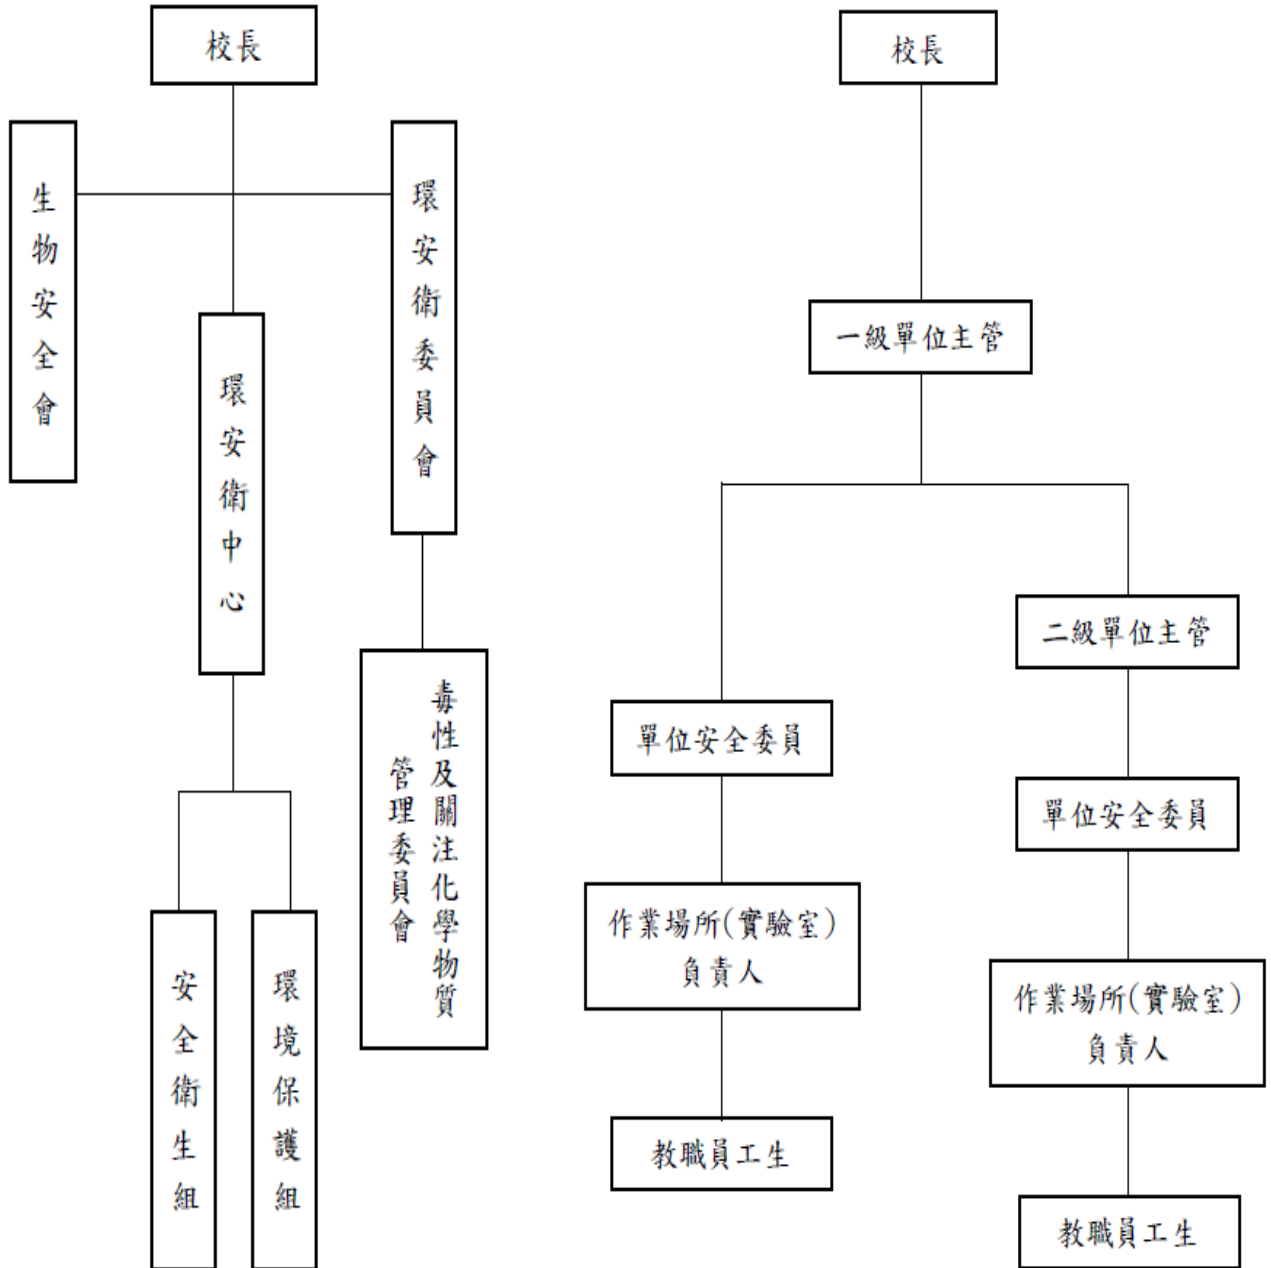 校長
生物安全會
環安衛委員會
環安衛中心
毒性及關注化學物質
管理委員會
安全衛生組
環境保護組
校長
一級單位主管
二級單位主管
單位安全委員
單位安全委員
作業場所(實驗室)
負責人
作業場所(實驗室)
負責人
教職員工生
教職員工生